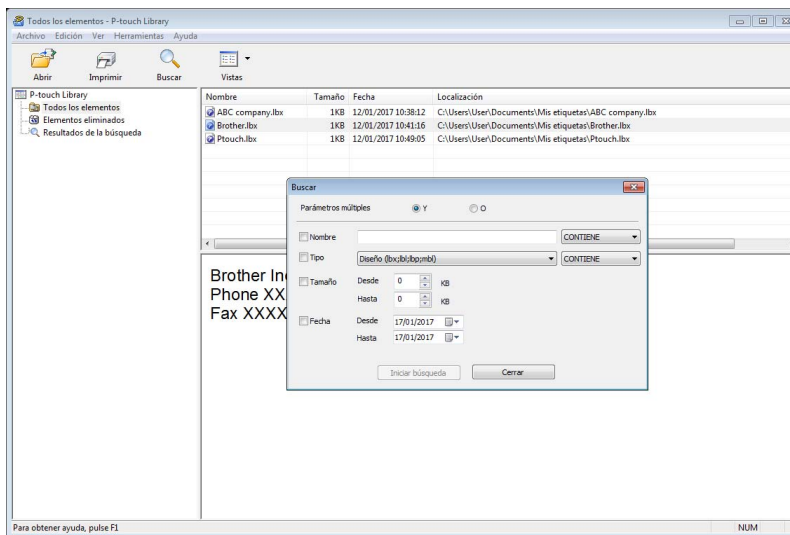 Todos los elementos - P-touch Library
Archivo Edición Ver Herramientas Ayuda
Abrir Imprimir Buscar Vistas
P-touch Library
Todos los elementos
Elementos eliminados
Resultados de la búsqueda
Nombre Tamaño Fecha Localización
ABC company.lbx 1KB 12/01/2017 10:38:12 C:\Users\User\Documents\Mis etiquetas\ABC company.lbx
Brother.lbx 1KB 12/01/2017 10:41:16 C:\Users\User\Documents\Mis etiquetas\Brother.lbx
Ptouch.lbx 1KB 12/01/2017 10:49:05 C:\Users\User\Documents\Mis etiquetas\Ptouch.lbx
Buscar
Parámetros múltiples Y O
Nombre CONTIENE
Tipo Diseño (lbx;lbl;lbp;mbl) CONTIENE
Tamaño Desde 0 KB
Hasta 0 KB
Fecha Desde 17/01/2017
Hasta 17/01/2017
Iniciar búsqueda Cerrar
Brother In
Phone XX
Fax XXXX
Para obtener ayuda, pulse F1 NUM